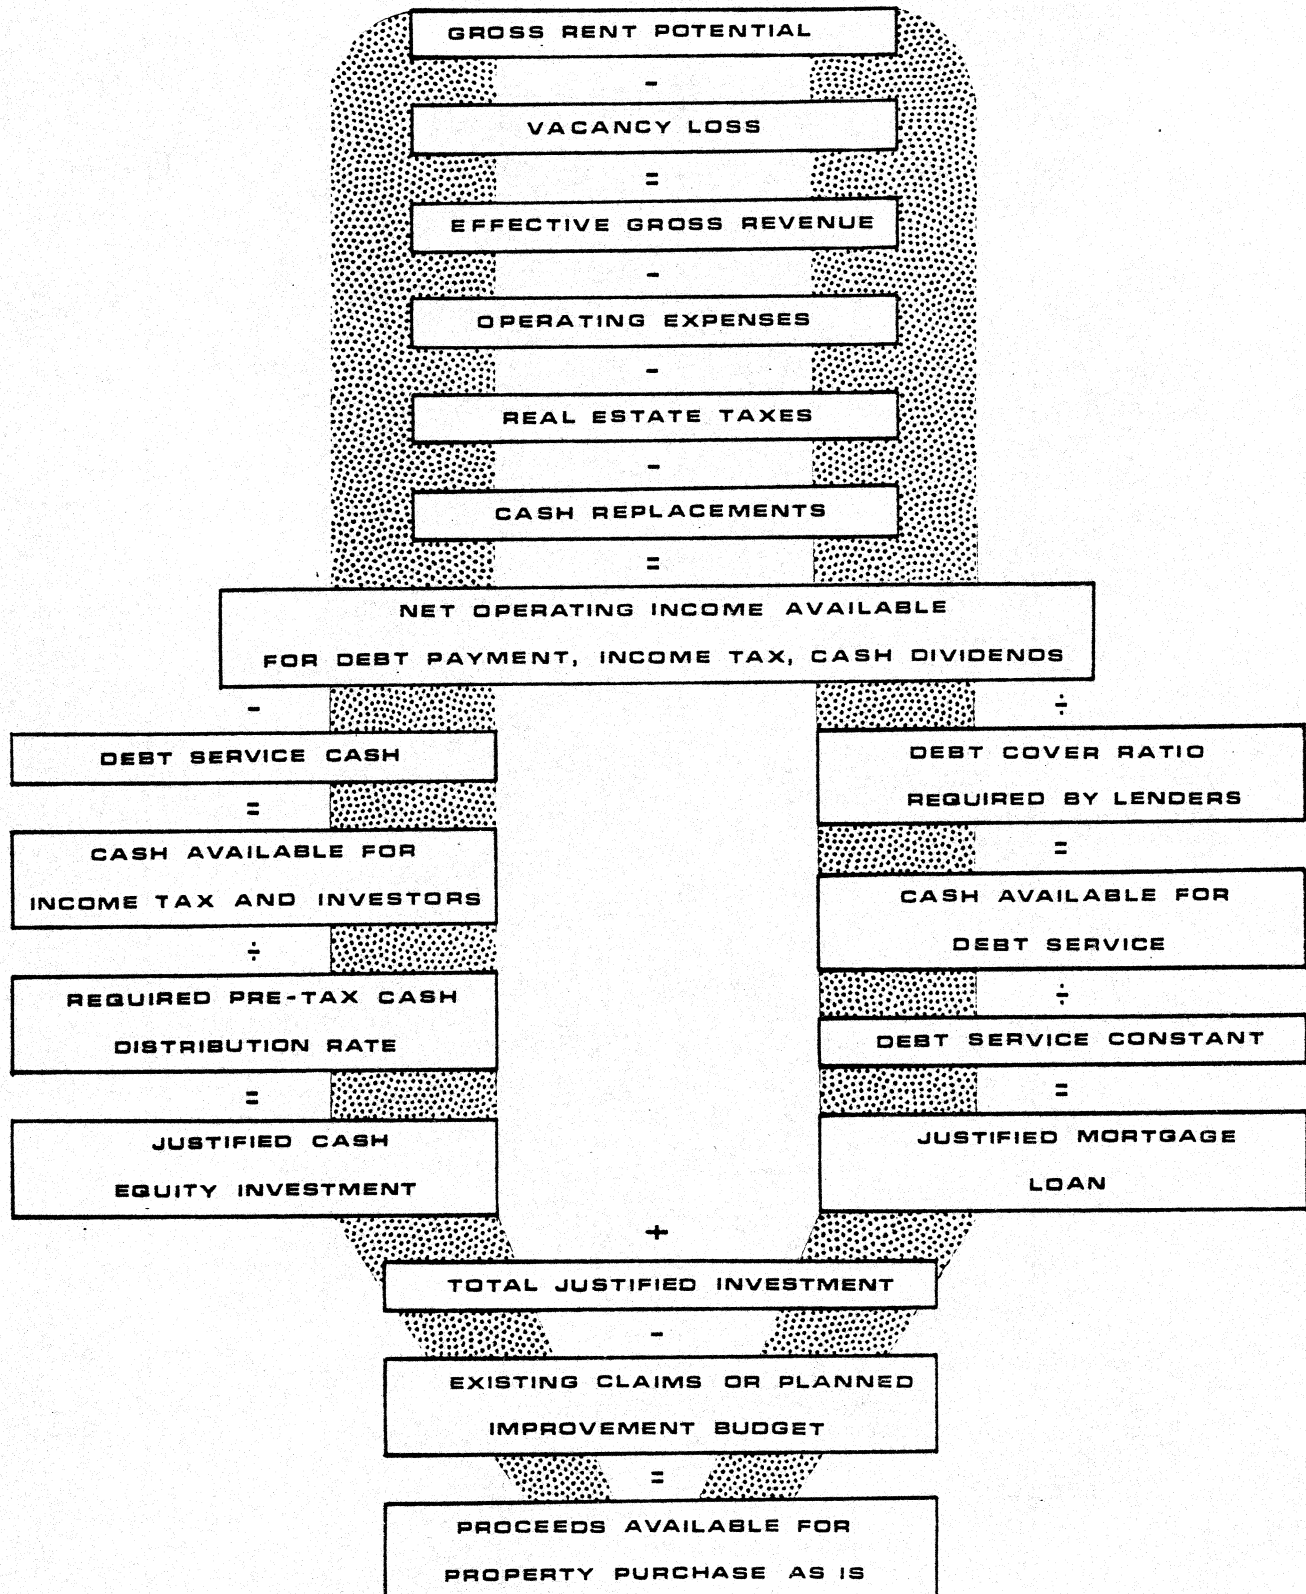 GROSS RENT POTENTIAL
-
VACANCY LOSS
=
EFFECTIVE GROSS REVENUE
-
OPERATING EXPENSES
-
REAL ESTATE TAXES
-
CASH REPLACEMENTS
=
NET OPERATING INCOME AVAILABLE
FOR DEBT PAYMENT, INCOME TAX, CASH DIVIDENDS
-
DEBT SERVICE CASH
=
CASH AVAILABLE FOR
INCOME TAX AND INVESTORS
÷
REQUIRED PRE-TAX CASH
DISTRIBUTION RATE
=
JUSTIFIED CASH
EQUITY INVESTMENT
÷
DEBT COVER RATIO
REQUIRED BY LENDERS
=
CASH AVAILABLE FOR
DEBT SERVICE
÷
DEBT SERVICE CONSTANT
=
JUSTIFIED MORTGAGE
LOAN
+
TOTAL JUSTIFIED INVESTMENT
-
EXISTING CLAIMS OR PLANNED
IMPROVEMENT BUDGET
=
PROCEEDS AVAILABLE FOR
PROPERTY PURCHASE AS IS